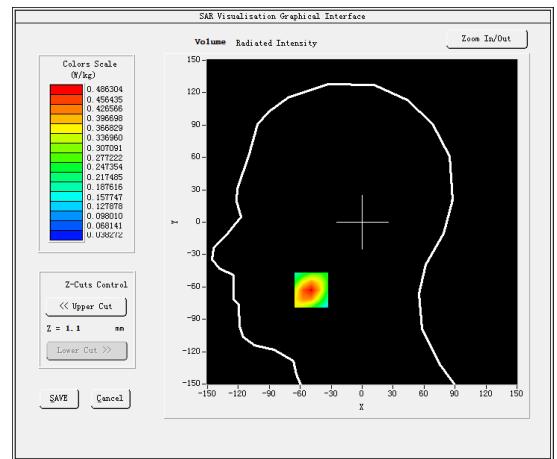 SAR Visualisation Graphical Interface
Volume Radiated Intensity
Zoom In/Out
Colors Scale
(W/kg)
0.486304
0.456435
0.426566
0.396698
0.366829
0.336960
0.307091
0.277222
0.247354
0.217485
0.187616
0.157747
0.127878
0.098010
0.068141
0.038272
Z-Cuts Control
<< Upper Cut
Z = 1.1 mm
Lower Cut >>
SAVE
Cancel
150
120
90
60
30
0
-30
-60
-90
-120
-150
Y
-150 -120 -90 -60 -30 0 30 60 90 120 150
X